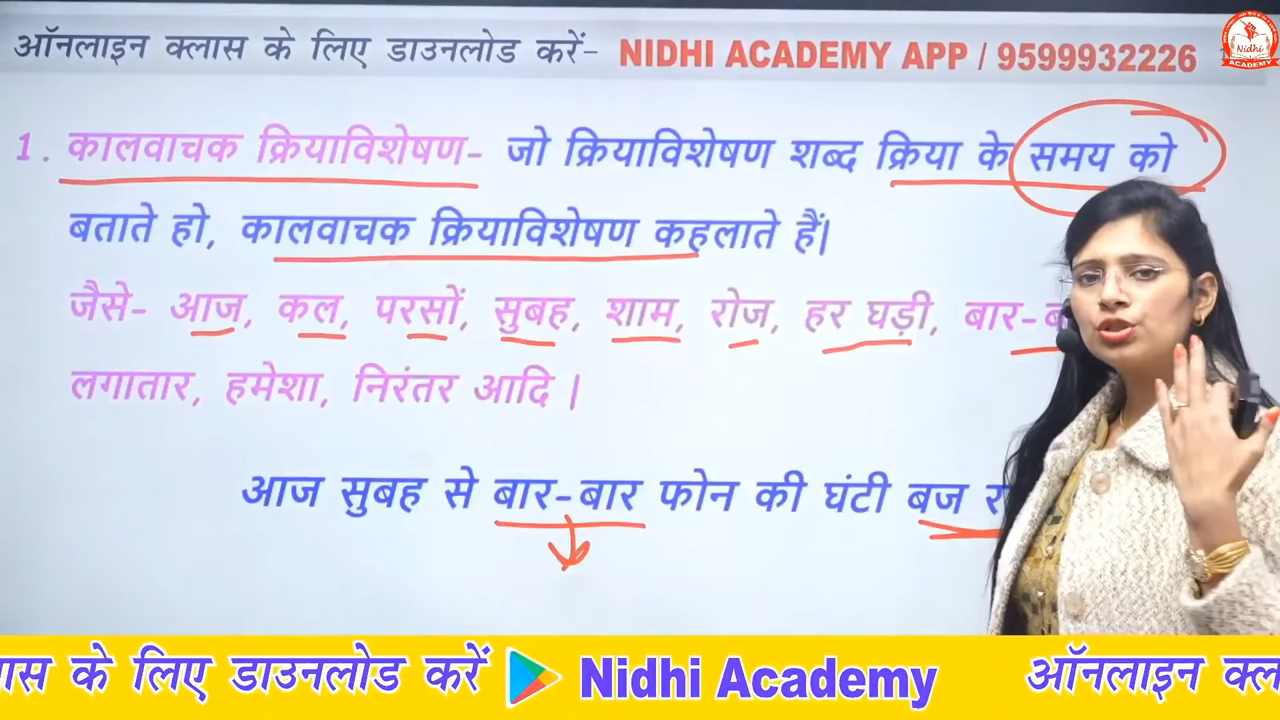 ऑनलाइन क्लास के लिए डाउनलोड करें- NIDHI ACADEMY APP / 9599932226
Nidhi
ACADEMY
1. कालवाचक क्रियाविशेषण- जो क्रियाविशेषण शब्द क्रिया के समय को
बताते हो, कालवाचक क्रियाविशेषण कहलाते हैं।
जैसे- आज, कल, परसों, सुबह, शाम, रोज, हर घड़ी, बार-
लगातार, हमेशा, निरंतर आदि |
आज सुबह से बार-बार फोन की घंटी बज
के लिए डाउनलोड करें Nidhi Academy ऑनलाइन